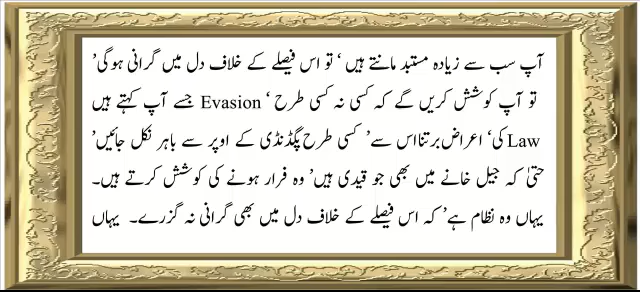 آپ سب سے زیادہ مستبد مانتے ہیں ‘ تو اس فیصلے کے خلاف دل میں گرانی ہوگی’
تو آپ کوشش کریں گے کہ کسی نہ کسی طرح ‘ Evasion جسے آپ کہتے ہیں
Law کی‘ اعراض برتنا اس سے’ کسی طرح پگڈنڈی کے اوپر سے باہر نکل جائیں’
حتیٰ کہ جیل خانے میں بھی جو قیدی ہیں’ وہ فرار ہونے کی کوشش کرتے ہیں۔
یہاں وہ نظام ہے’ کہ اس فیصلے کے خلاف دل میں بھی گرانی نہ گزرے۔ یہاں